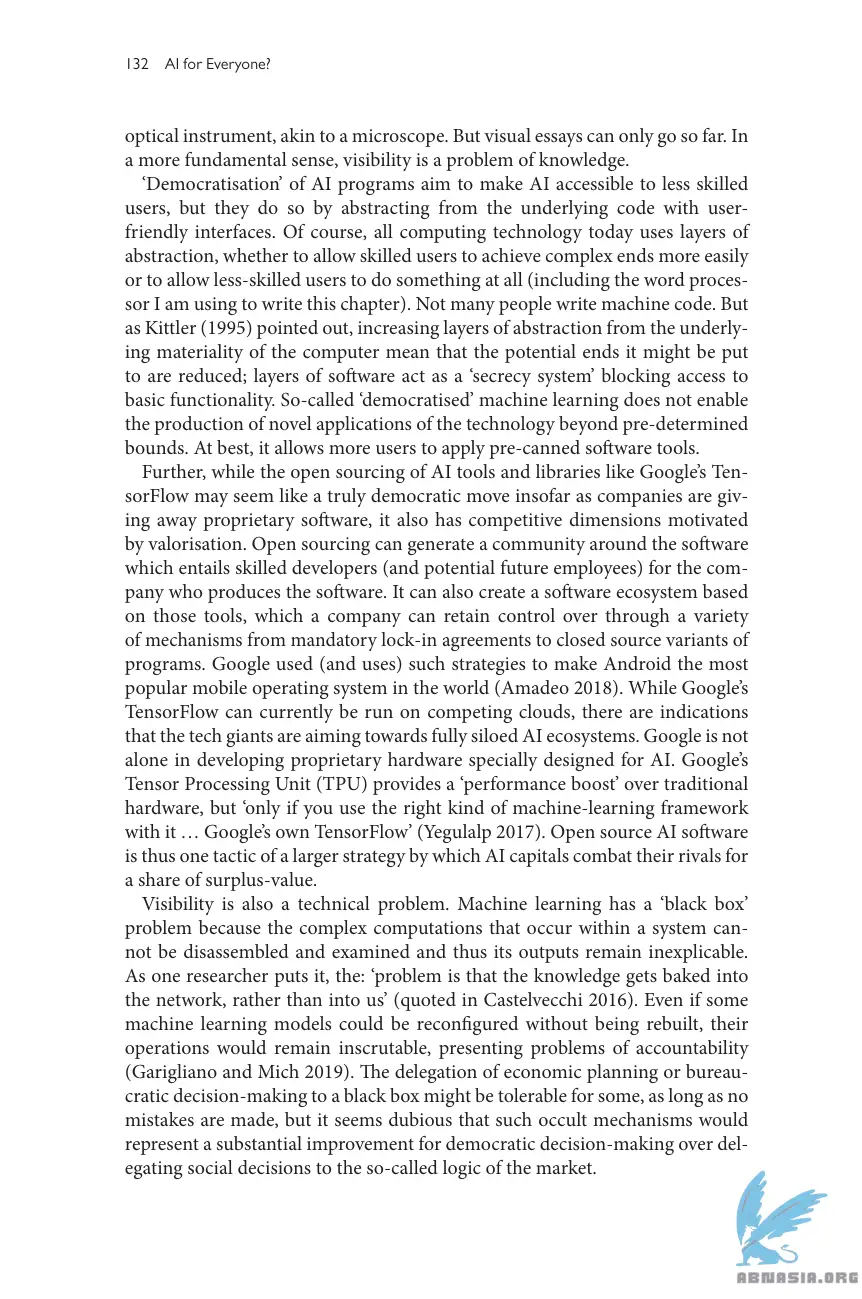 132 AI for Everyone?
optical instrument, akin to a microscope. But visual essays can only go so far. In
a more fundamental sense, visibility is a problem of knowledge.
‘Democratisation’ of AI programs aim to make AI accessible to less skilled
users, but they do so by abstracting from the underlying code with user-
friendly interfaces. Of course, all computing technology today uses layers of
abstraction, whether to allow skilled users to achieve complex ends more easily
or to allow less-skilled users to do something at all (including the word proces-
sor I am using to write this chapter). Not many people write machine code. But
as Kittler (1995) pointed out, increasing layers of abstraction from the underly-
ing materiality of the computer mean that the potential ends it might be put
to are reduced; layers of software act as a ‘secrecy system’ blocking access to
basic functionality. So-called ‘democratised’ machine learning does not enable
the production of novel applications of the technology beyond pre-determined
bounds. At best, it allows more users to apply pre-canned software tools.
Further, while the open sourcing of AI tools and libraries like Google’s Ten-
sorFlow may seem like a truly democratic move insofar as companies are giv-
ing away proprietary software, it also has competitive dimensions motivated
by valorisation. Open sourcing can generate a community around the software
which entails skilled developers (and potential future employees) for the com-
pany who produces the software. It can also create a software ecosystem based
on those tools, which a company can retain control over through a variety
of mechanisms from mandatory lock-in agreements to closed source variants of
programs. Google used (and uses) such strategies to make Android the most
popular mobile operating system in the world (Amadeo 2018). While Google’s
TensorFlow can currently be run on competing clouds, there are indications
that the tech giants are aiming towards fully siloed AI ecosystems. Google is not
alone in developing proprietary hardware specially designed for AI. Google’s
Tensor Processing Unit (TPU) provides a ‘performance boost’ over traditional
hardware, but ‘only if you use the right kind of machine-learning framework
with it … Google’s own TensorFlow’ (Yegulalp 2017). Open source AI software
is thus one tactic of a larger strategy by which AI capitals combat their rivals for
a share of surplus-value.
Visibility is also a technical problem. Machine learning has a ‘black box’
problem because the complex computations that occur within a system can-
not be disassembled and examined and thus its outputs remain inexplicable.
As one researcher puts it, the: ‘problem is that the knowledge gets baked into
the network, rather than into us’ (quoted in Castelvecchi 2016). Even if some
machine learning models could be reconfigured without being rebuilt, their
operations would remain inscrutable, presenting problems of accountability
(Garigliano and Mich 2019). The delegation of economic planning or bureau-
cratic decision-making to a black box might be tolerable for some, as long as no
mistakes are made, but it seems dubious that such occult mechanisms would
represent a substantial improvement for democratic decision-making over del-
egating social decisions to the so-called logic of the market.
ABNASIA.ORG